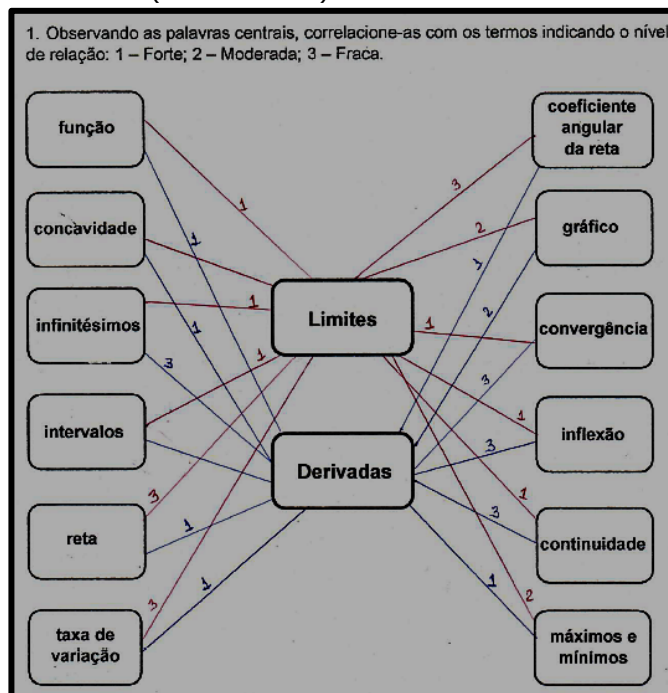 1. Observando as palavras centrais, correlacione-as com os termos indicando o nível
de relação: 1 – Forte; 2 – Moderada; 3 – Fraca.
função
concavidade
infinitésimos
intervalos
reta
taxa de
variação
Limites
Derivadas
coeficiente
angular
da reta
gráfico
convergência
inflexão
continuidade
máximos e
mínimos
1
1
1
1
3
1
3
1
3
1
3
2
1
2
1
3
1
3
1
3
2
1